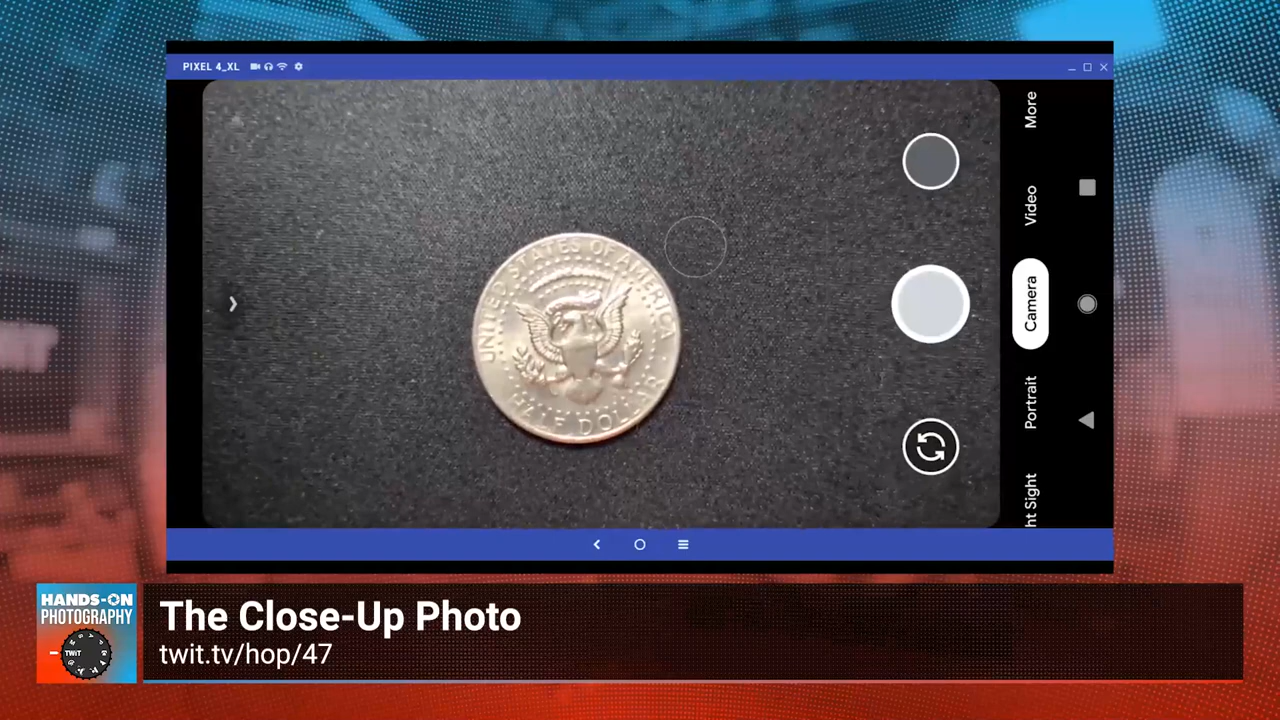 PIXEL 4_XL
More
Video
Camera
Portrait
ht Sight
UNITED STATES OF AMERICA
HALF DOLLAR
HANDS-ON
PHOTOGRAPHY
TWiT
The Close-Up Photo
twit.tv/hop/47